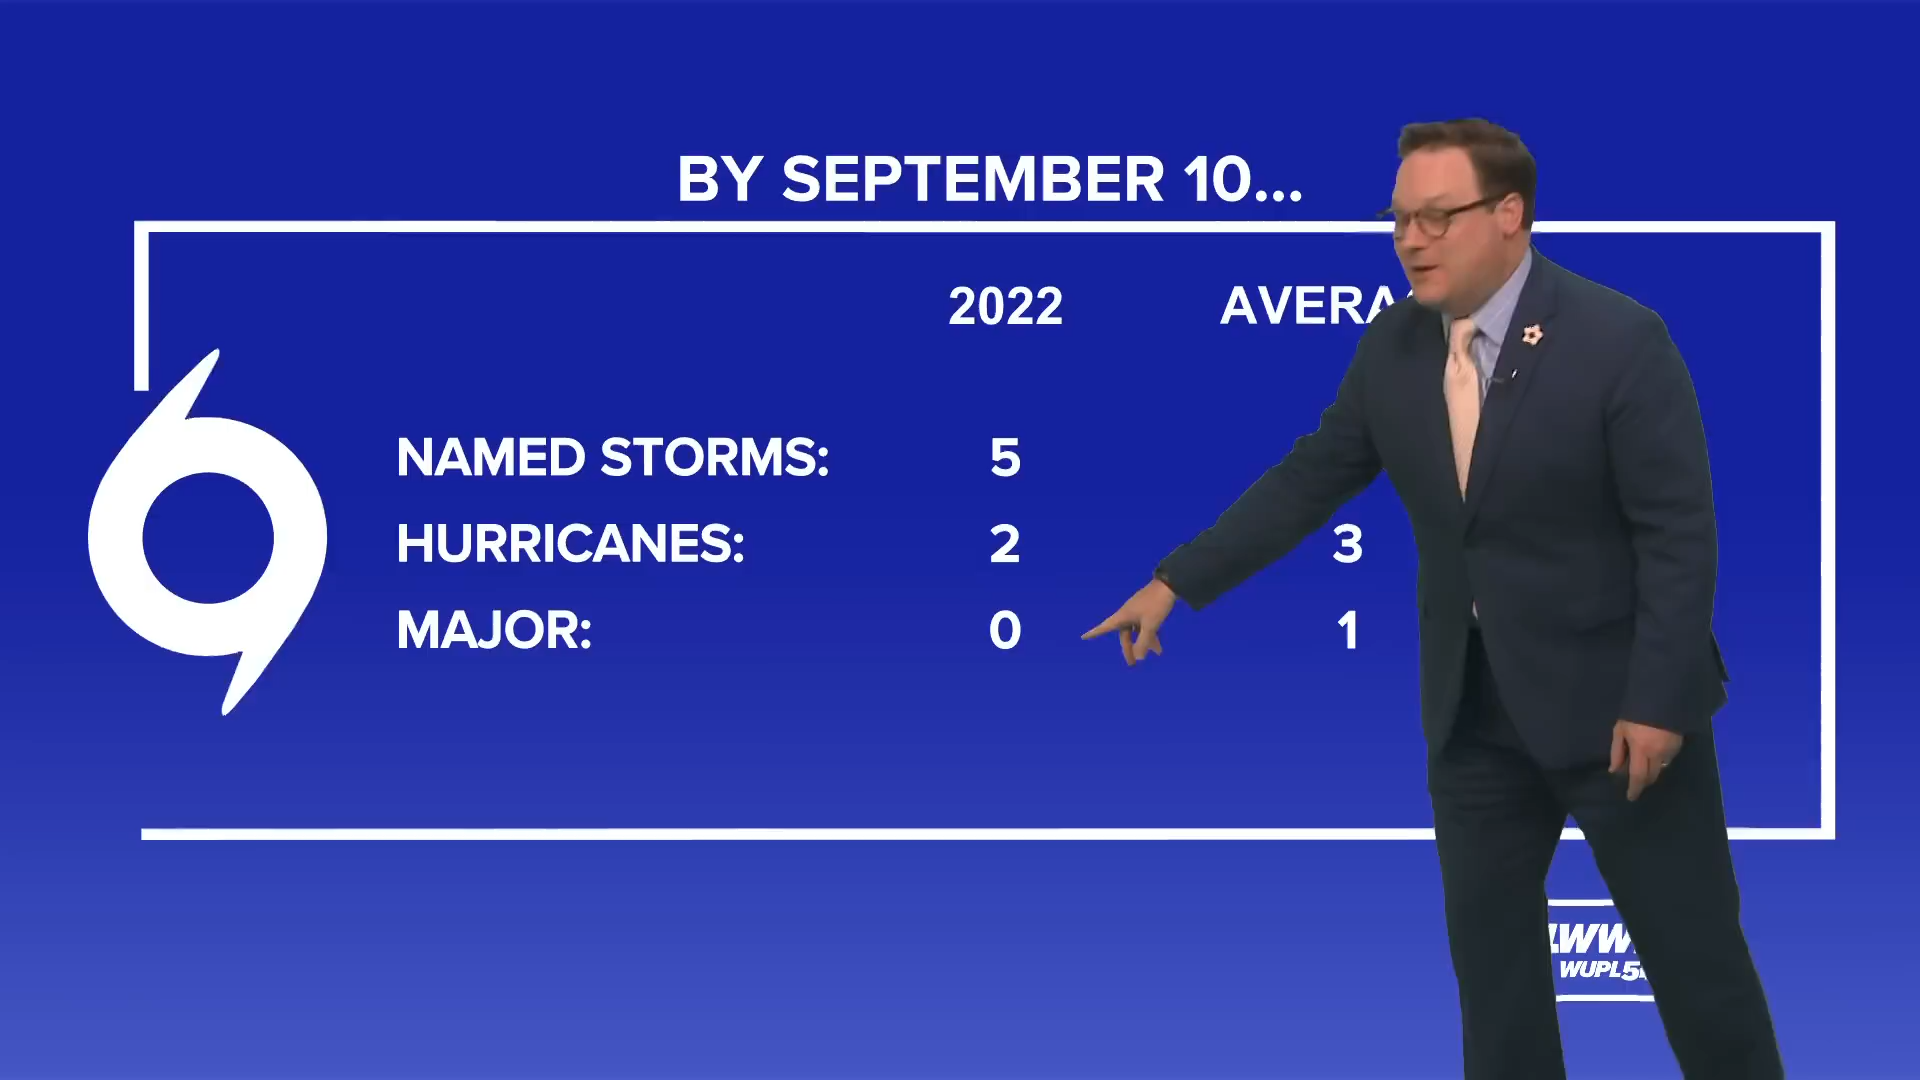 BY SEPTEMBER 10...
2022
NAMED STORMS: 5
HURRICANES: 2 3
MAJOR: 0 1
WUPL